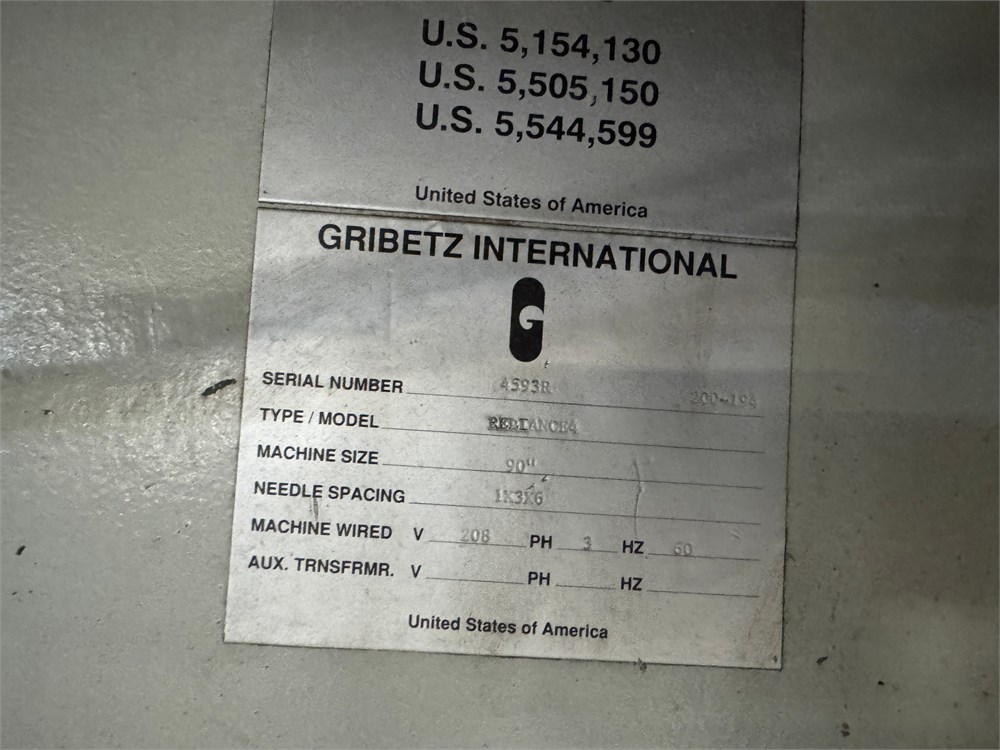 U.S. 5,154,130
U.S. 5,505,150
U.S. 5,544,599
United States of America
GRIBETZ INTERNATIONAL
G
SERIAL NUMBER 4593R
TYPE / MODEL
MACHINE SIZE 90"
NEEDLE SPACING 1X3X6
MACHINE WIRED V 208 PH 3 HZ 60
AUX. TRNSFRMR. V PH HZ
United States of America